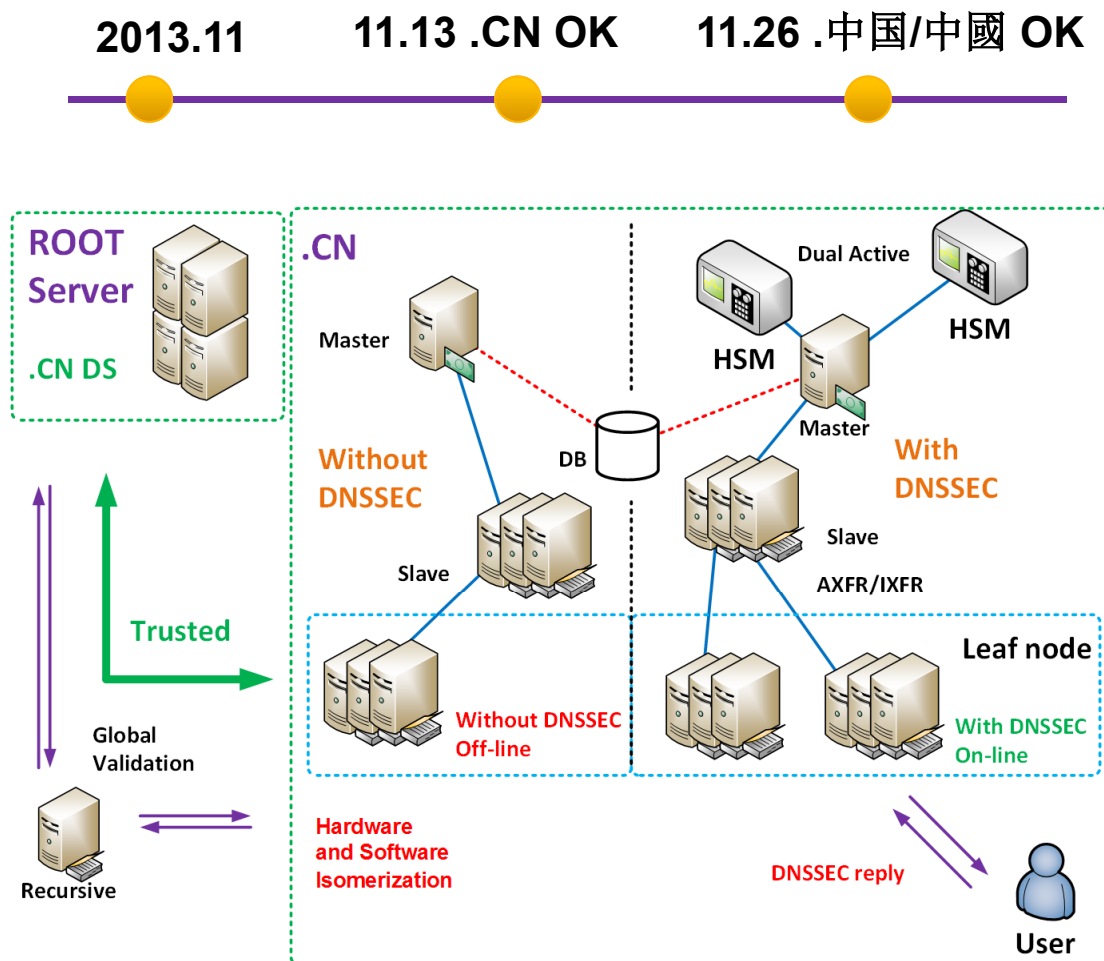 2013.11
11.13 .CN OK
11.26 .中国/中國 OK
ROOT
Server
.CN DS
.CN
Master
Dual Active
HSM
HSM
Master
DB
Without
DNSSEC
With
DNSSEC
Slave
Slave
AXFR/IXFR
Trusted
Leaf node
Without DNSSEC
Off-line
With DNSSEC
On-line
Global
Validation
Recursive
Hardware
and Software
Isomerization
DNSSEC reply
User